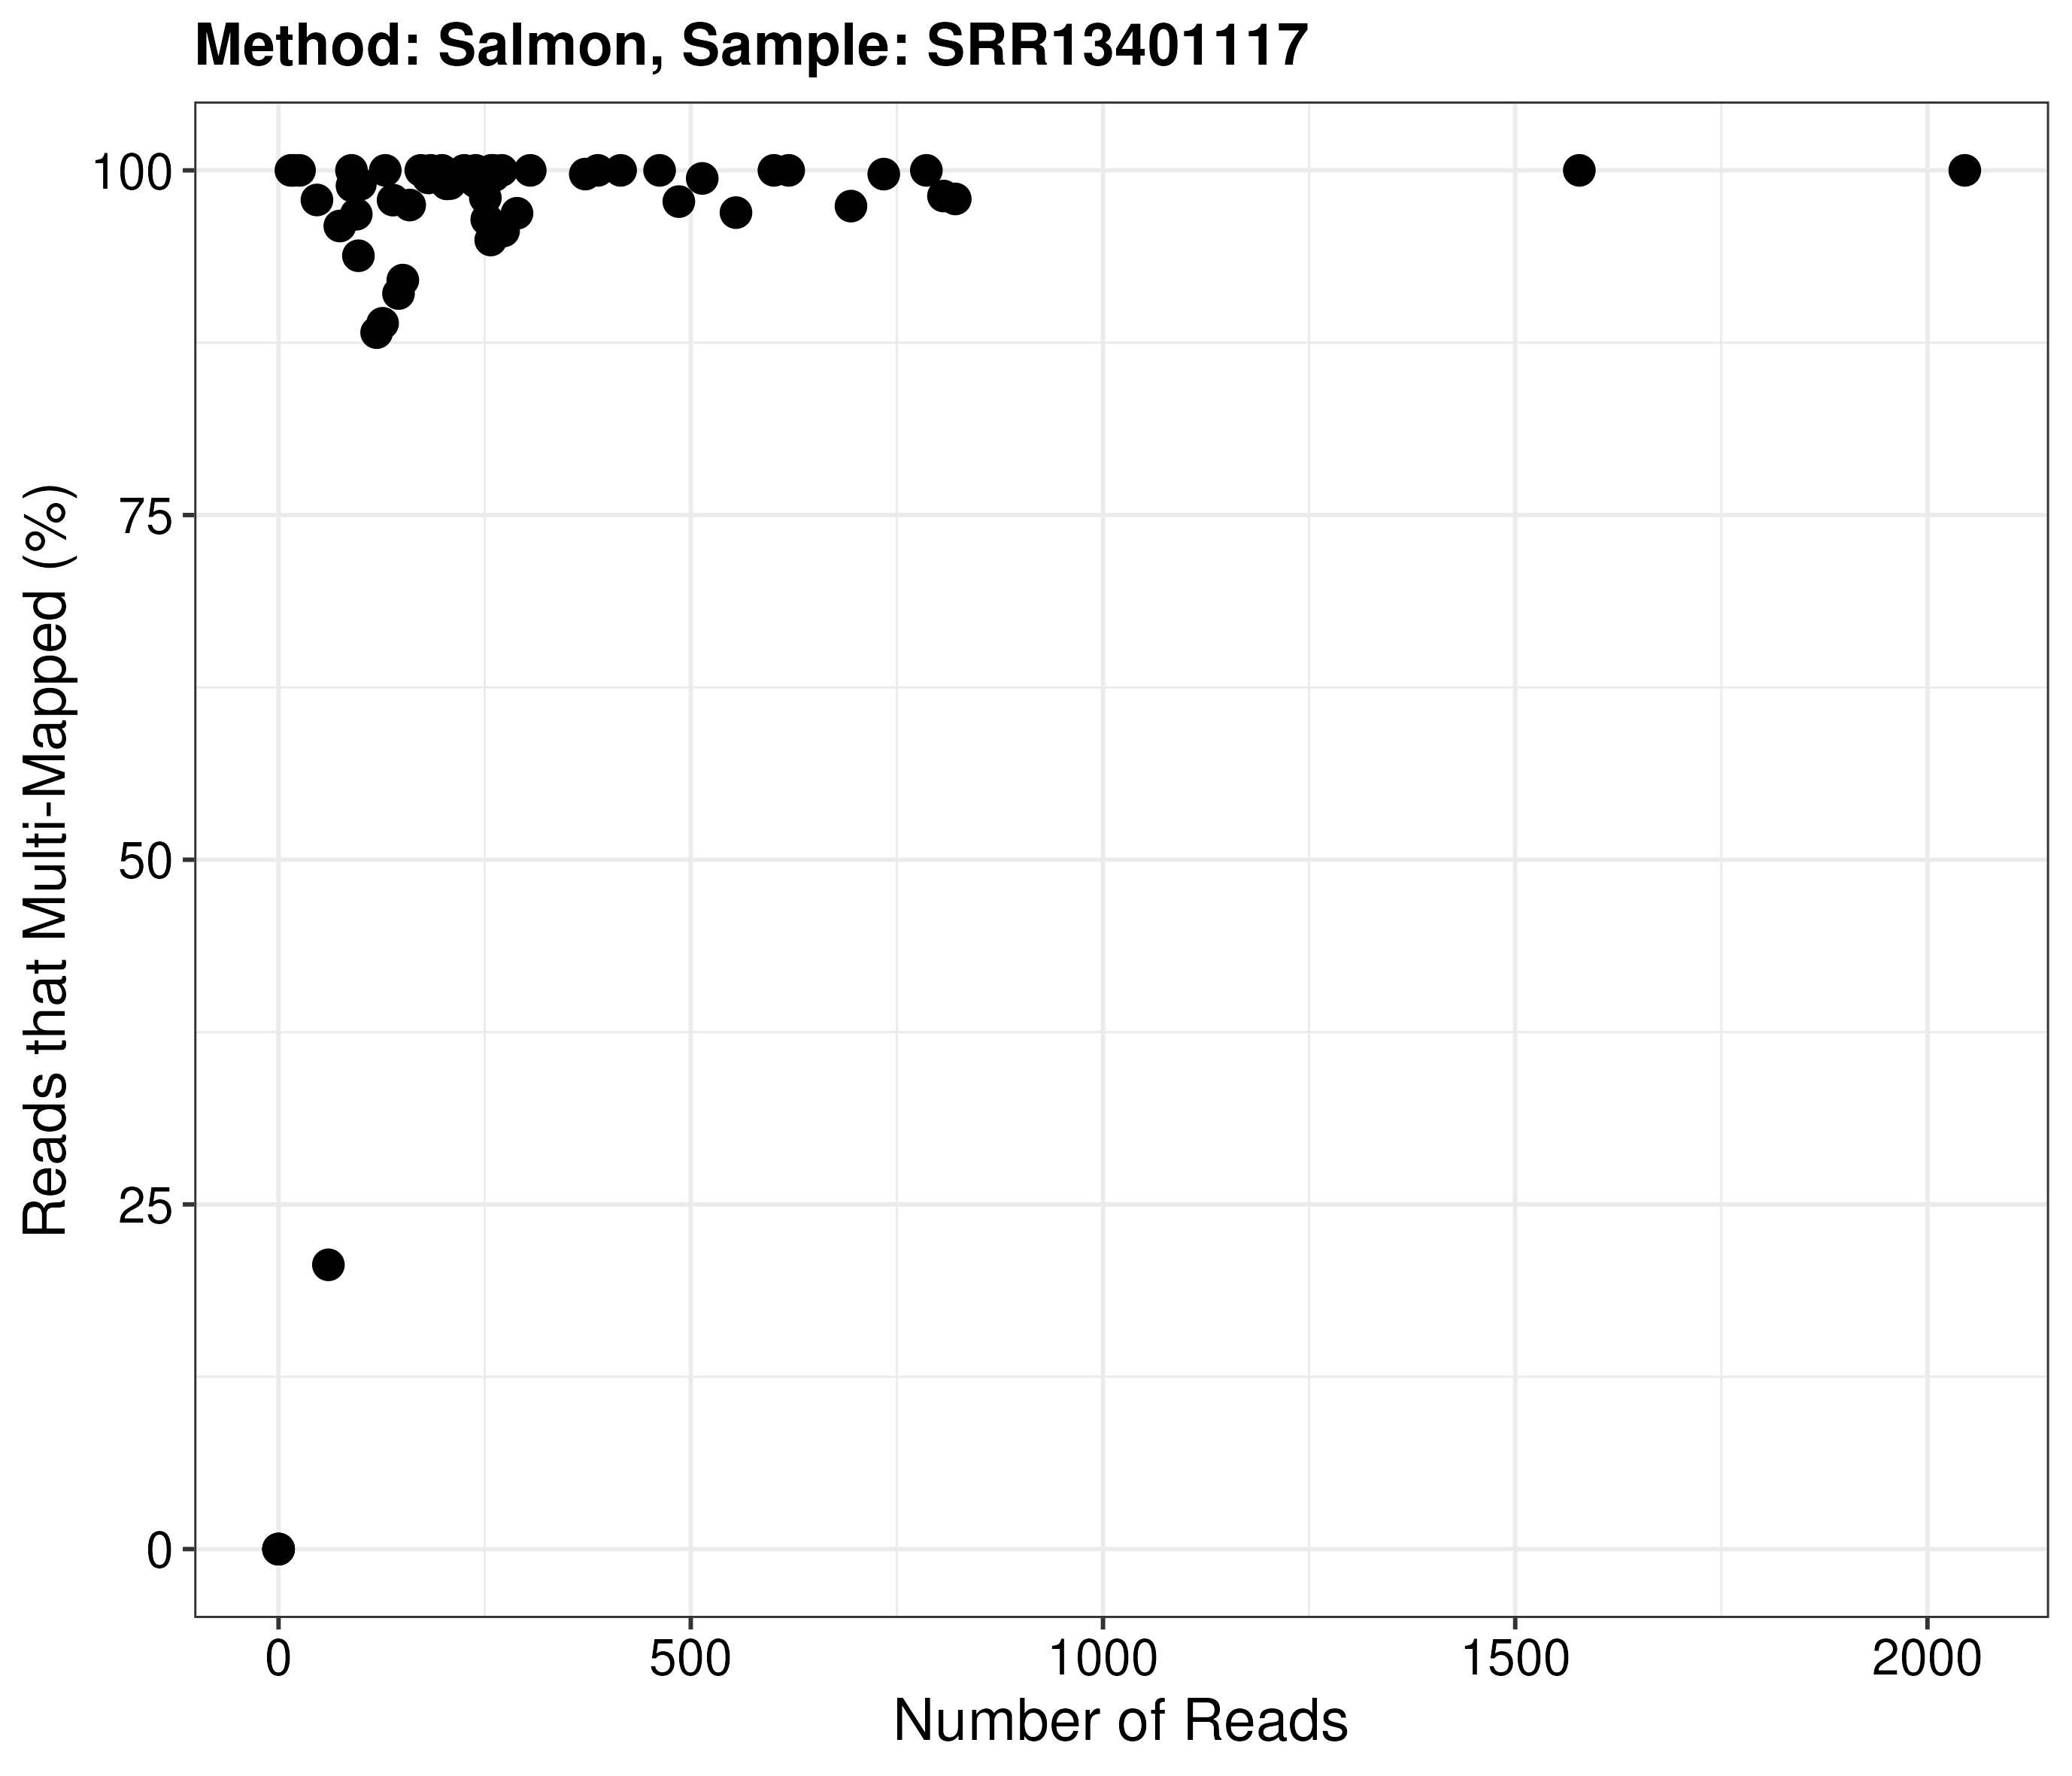 Method: Salmon, Sample: SRR13401117
Reads that Multi-Mapped (%)
100
75
50
25
0
0 500 1000 1500 2000
Number of Reads